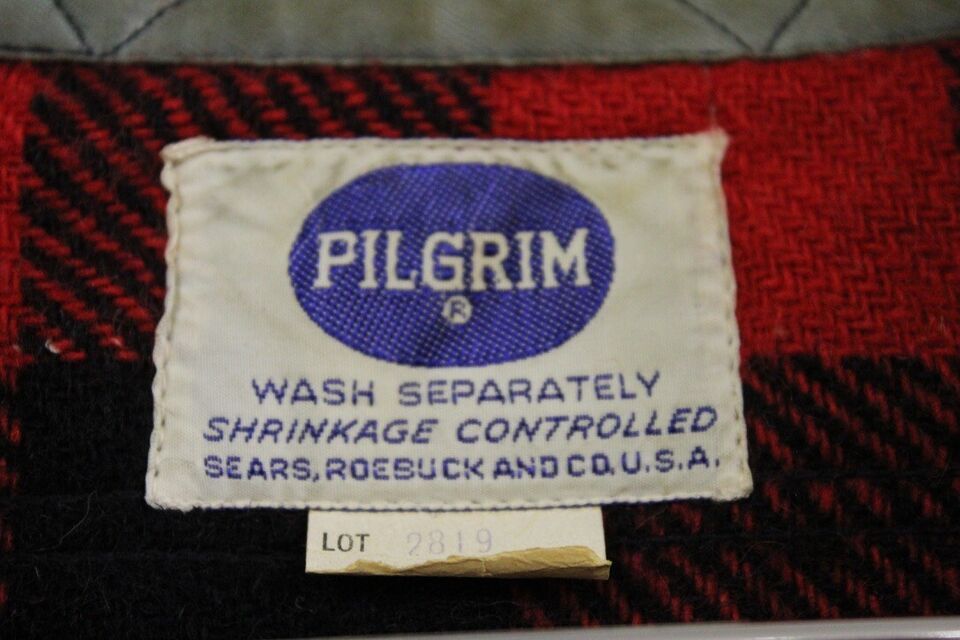 PILGRIM
®
WASH SEPARATELY
SHRINKAGE CONTROLLED
SEARS, ROEBUCK AND CO. U.S.A.
LOT 2819